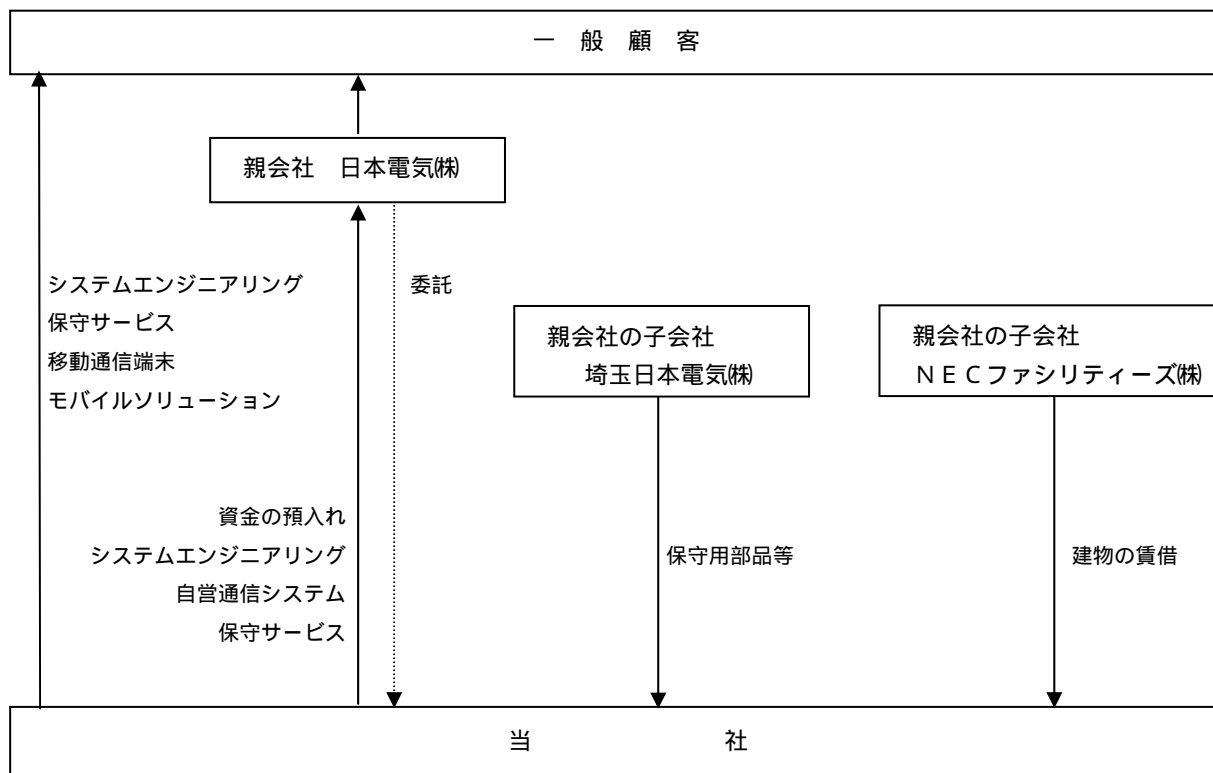 一 般 顧 客
親会社 日本電気㈱
システムエンジニアリング
保守サービス
移動通信端末
モバイルソリューション
委託
親会社の子会社
埼玉日本電気㈱
親会社の子会社
ＮＥＣファシリティーズ㈱
資金の預入れ
システムエンジニアリング
自営通信システム
保守サービス
保守用部品等
建物の賃借
当 社